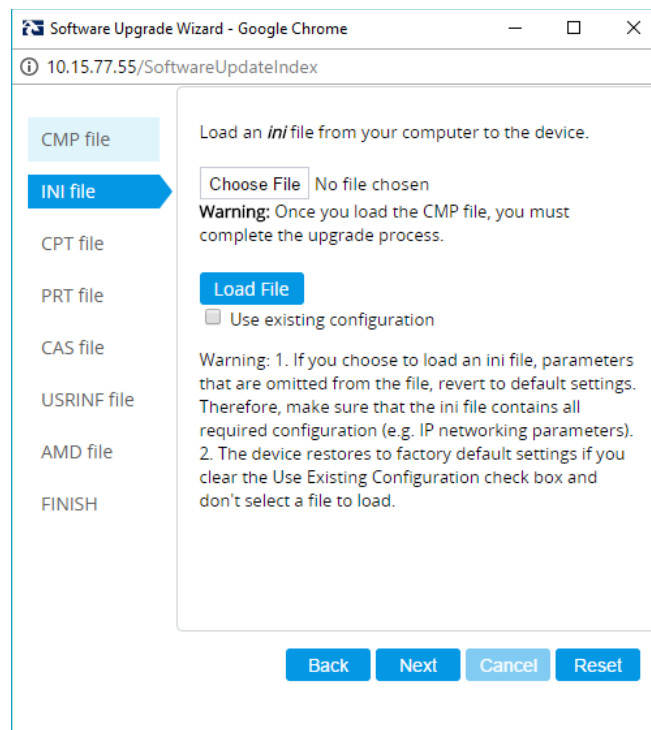 Software Upgrade Wizard - Google Chrome
10.15.77.55/SoftwareUpdateIndex
CMP file
INI file
CPT file
PRT file
CAS file
USRINF file
AMD file
FINISH
Load an ini file from your computer to the device.
Choose File No file chosen
Warning: Once you load the CMP file, you must
complete the upgrade process.
Load File
Use existing configuration
Warning: 1. If you choose to load an ini file, parameters
that are omitted from the file, revert to default settings.
Therefore, make sure that the ini file contains all
required configuration (e.g. IP networking parameters).
2. The device restores to factory default settings if you
clear the Use Existing Configuration check box and
don't select a file to load.
Back Next Cancel Reset